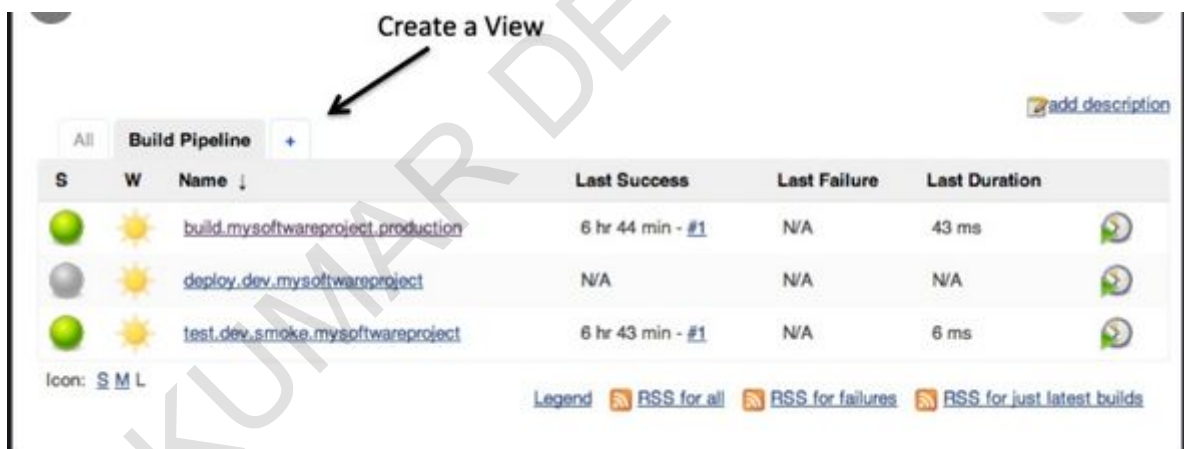 Create a View
add description
All Build Pipeline +
S W Name ↓ Last Success Last Failure Last Duration
build.mysoftwareproject.production 6 hr 44 min - #1 N/A 43 ms
deploy.dev.mysoftwareproject N/A N/A N/A
test.dev.smoke.mysoftwareproject 6 hr 43 min - #1 N/A 6 ms
Icon: S M L
Legend RSS for all RSS for failures RSS for just latest builds
KUMAR DE